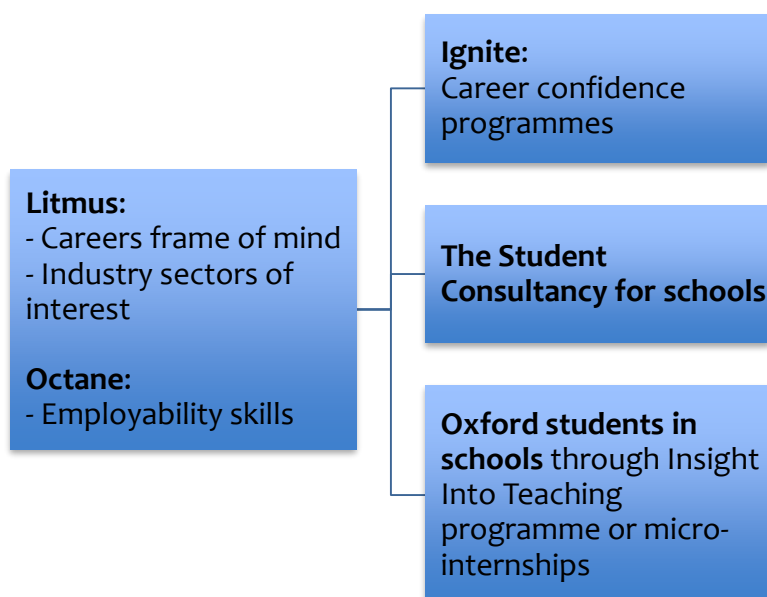 Litmus:
- Careers frame of mind
- Industry sectors of
interest
Octane:
- Employability skills
Ignite:
Career confidence
programmes
The Student
Consultancy for schools
Oxford students in
schools through Insight
Into Teaching
programme or micro-
internships